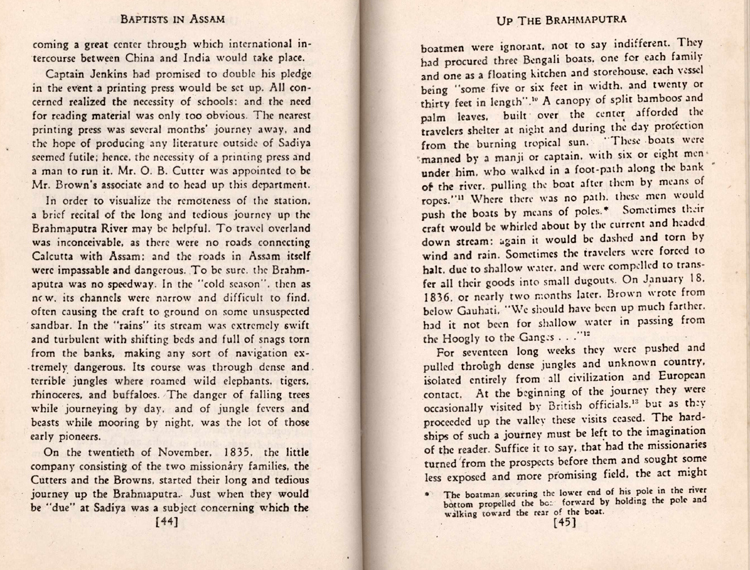 BAPTISTS IN ASSAM
coming a great center through which international in-
tercourse between China and India would take place.
Captain Jenkins had promised to double his pledge
in the event a printing press would be set up. All con-
cerned realized the necessity of schools: and the need
for reading material was only too obvious. The nearest
printing press was several months' journey away, and
the hope of producing any literature outside of Sadiya
seemed futile; hence, the necessity of a printing press and
a man to run it. Mr. O. B. Cutter was appointed to be
Mr. Brown's associate and to head up this department.
In order to visualize the remoteness of the station,
a brief recital of the long and tedious journey up the
Brahmaputra River may be helpful. To travel overland
was inconceivable, as there were no roads connecting
Calcutta with Assam; and the roads in Assam itself
were impassable and dangerous. To be sure, the Brahm-
aputra was no speedway. In the "cold season", then as
now, its channels were narrow and difficult to find,
often causing the craft to ground on some unsuspected
sandbar. In the "rains" its stream was extremely swift
and turbulent with shifting beds and full of snags torn
from the banks, making any sort of navigation ex-
tremely dangerous. Its course was through dense and
terrible jungles where roamed wild elephants, tigers,
rhinoceres, and buffaloes. The danger of falling trees
while journeying by day, and of jungle fevers and
beasts while mooring by night, was the lot of those
early pioneers.
On the twentieth of November, 1835, the little
company consisting of the two missionary families, the
Cutters and the Browns, started their long and tedious
journey up the Brahmaputra. Just when they would
be "due" at Sadiya was a subject concerning which the
[44]
UP THE BRAHMAPUTRA
boatmen were ignorant, not to say indifferent. They
had procured three Bengali boats, one for each family
and one as a floating kitchen and storehouse, each vessel
being "some five or six feet in width, and twenty or
thirty feet in length".¹⁰ A canopy of split bamboos and
palm leaves, built over the center afforded the
travelers shelter at night and during the day protection
from the burning tropical sun. "These boats were
manned by a manji or captain, with six or eight men
under him, who walked in a foot-path along the bank
of the river, pulling the boat after them by means of
ropes."¹¹ Where there was no path, these men would
push the boats by means of poles.* Sometimes their
craft would be whirled about by the current and headed
down stream; again it would be dashed and torn by
wind and rain. Sometimes the travelers were forced to
halt, due to shallow water, and were compelled to trans-
fer all their goods into small dugouts. On January 18,
1836, or nearly two months later, Brown wrote from
below Gauhati, "We should have been up much farther,
had it not been for shallow water in passing from
the Hoogly to the Ganges . . ."¹²
For seventeen long weeks they were pushed and
pulled through dense jungles and unknown country,
isolated entirely from all civilization and European
contact. At the beginning of the journey they were
occasionally visited by British officials,¹³ but as they
proceeded up the valley these visits ceased. The hard-
ships of such a journey must be left to the imagination
of the reader. Suffice it to say, that had the missionaries
turned from the prospects before them and sought some
less exposed and more promising field, the act might
* The boatman securing the lower end of his pole in the river
bottom propelled the boat forward by holding the pole and
walking toward the rear of the boat.
[45]